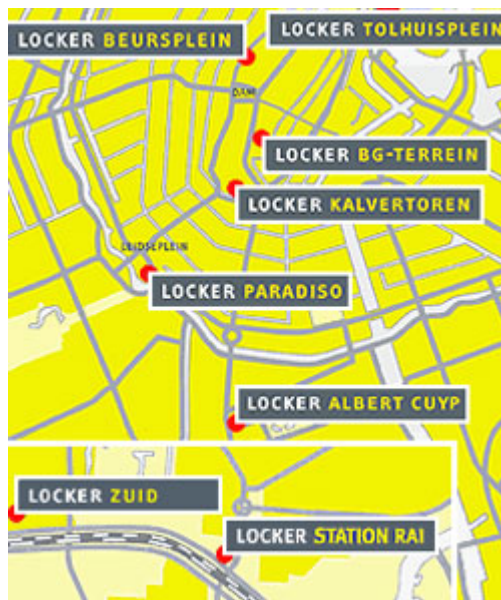 LOCKER BEURSPLEIN
LOCKER TOLHUISPLEIN
DAM
LOCKER BG-TERREIN
LOCKER KALVERTOREN
LEIDSEPLEIN
LOCKER PARADISO
LOCKER ALBERT CUYP
LOCKER ZUID
LOCKER STATION RAI